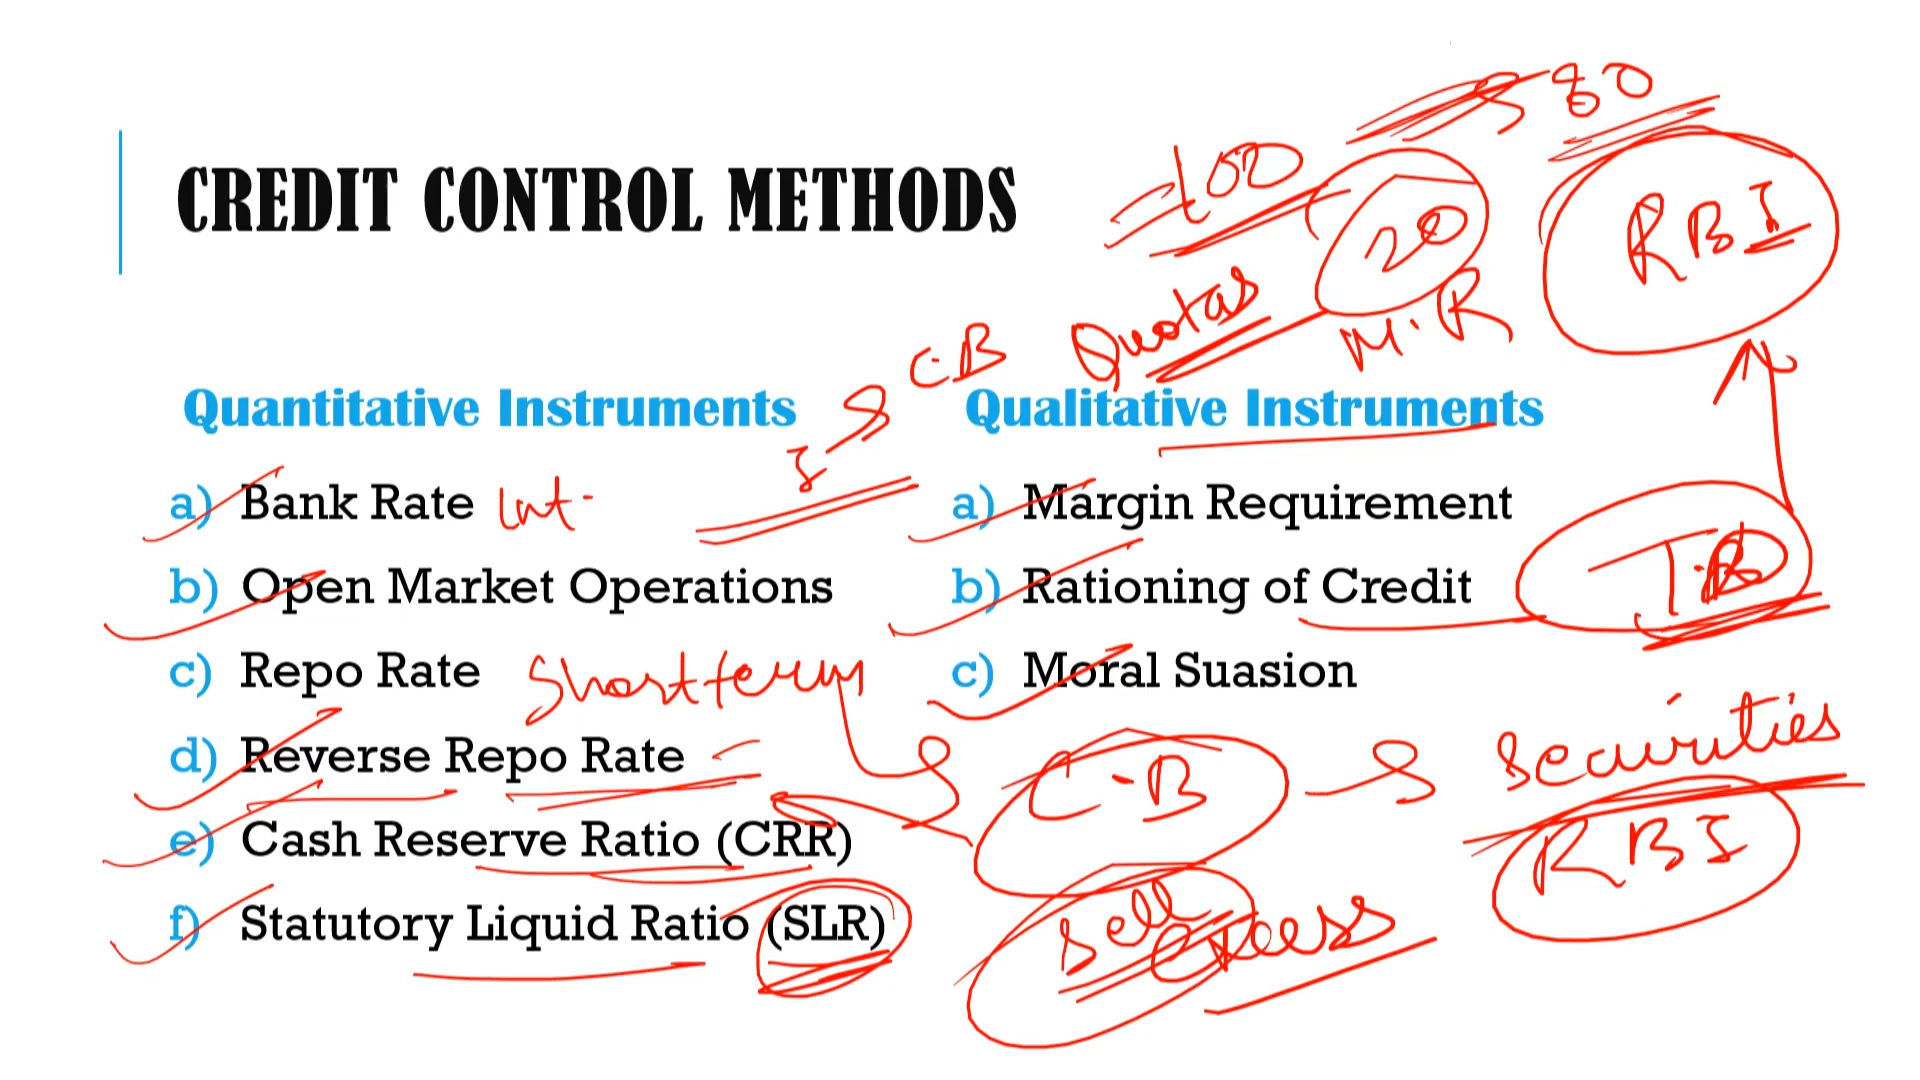 CREDIT CONTROL METHODS
100
80
20
M.R
RBI
Quotas
C.B
I
Quantitative Instruments
a) Bank Rate Int.
b) Open Market Operations
c) Repo Rate Short term
d) Reverse Repo Rate
e) Cash Reserve Ratio (CRR)
f) Statutory Liquid Ratio (SLR)
Qualitative Instruments
a) Margin Requirement
b) Rationing of Credit
c) Moral Suasion
C-B
Securities
RBI
Sell
excess